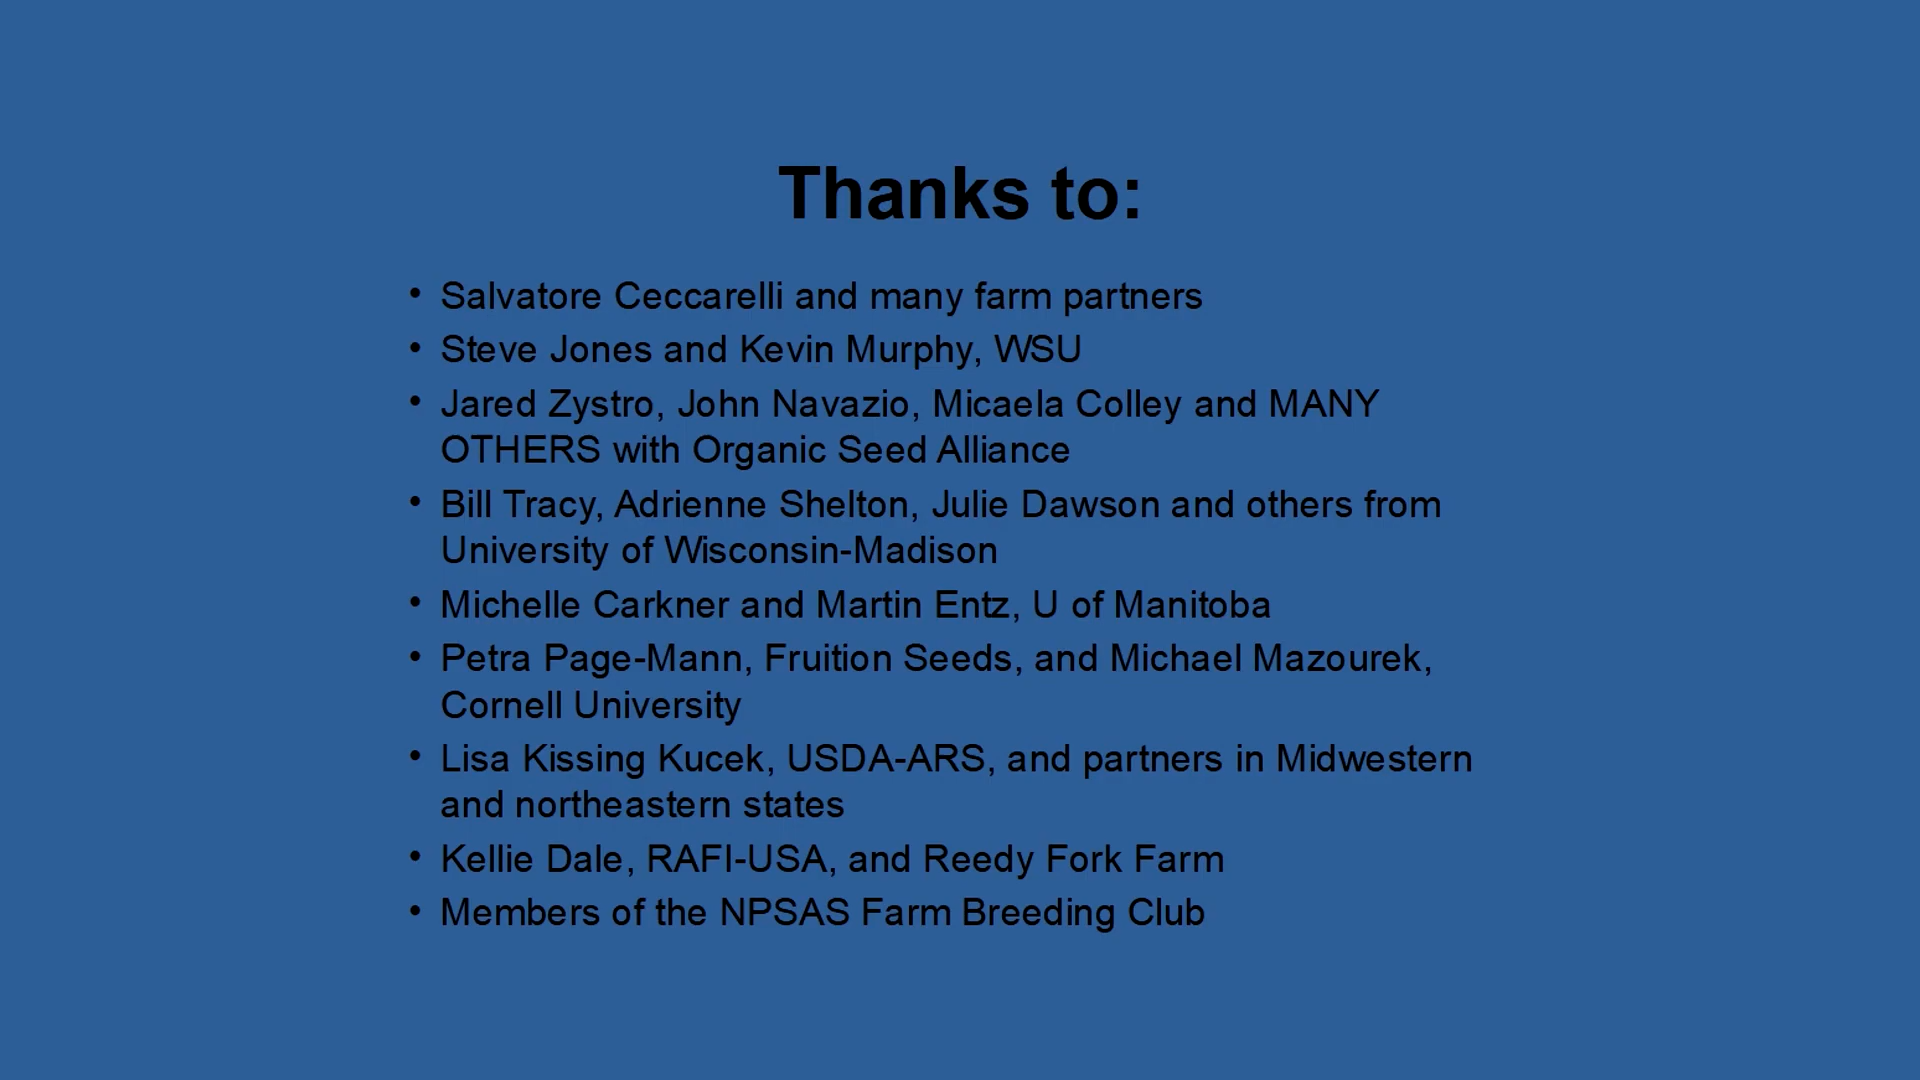 Thanks to:
• Salvatore Ceccarelli and many farm partners
• Steve Jones and Kevin Murphy, WSU
• Jared Zystro, John Navazio, Micaela Colley and MANY
OTHERS with Organic Seed Alliance
• Bill Tracy, Adrienne Shelton, Julie Dawson and others from
University of Wisconsin-Madison
• Michelle Carkner and Martin Entz, U of Manitoba
• Petra Page-Mann, Fruition Seeds, and Michael Mazourek,
Cornell University
• Lisa Kissing Kucek, USDA-ARS, and partners in Midwestern
and northeastern states
• Kellie Dale, RAFI-USA, and Reedy Fork Farm
• Members of the NPSAS Farm Breeding Club